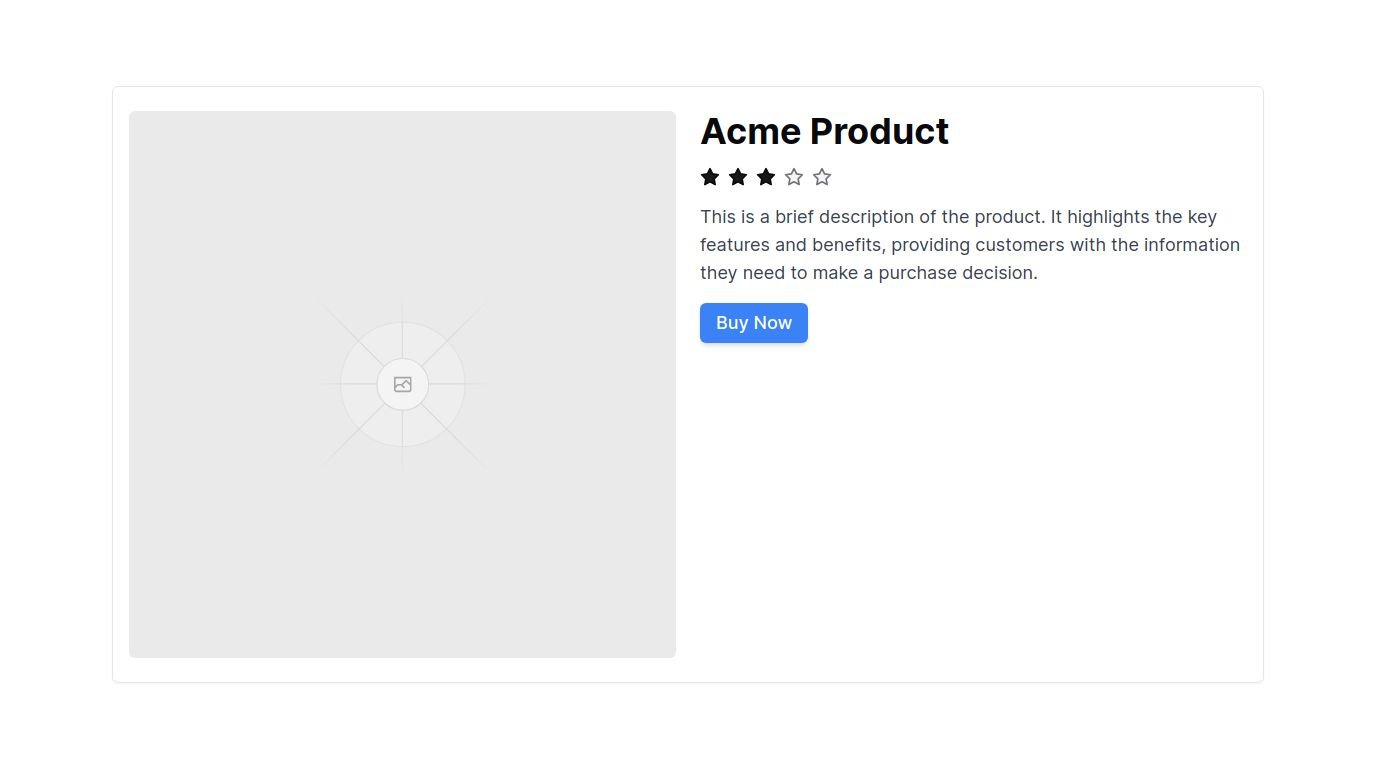 Acme Product
This is a brief description of the product. It highlights the key
features and benefits, providing customers with the information
they need to make a purchase decision.
Buy Now